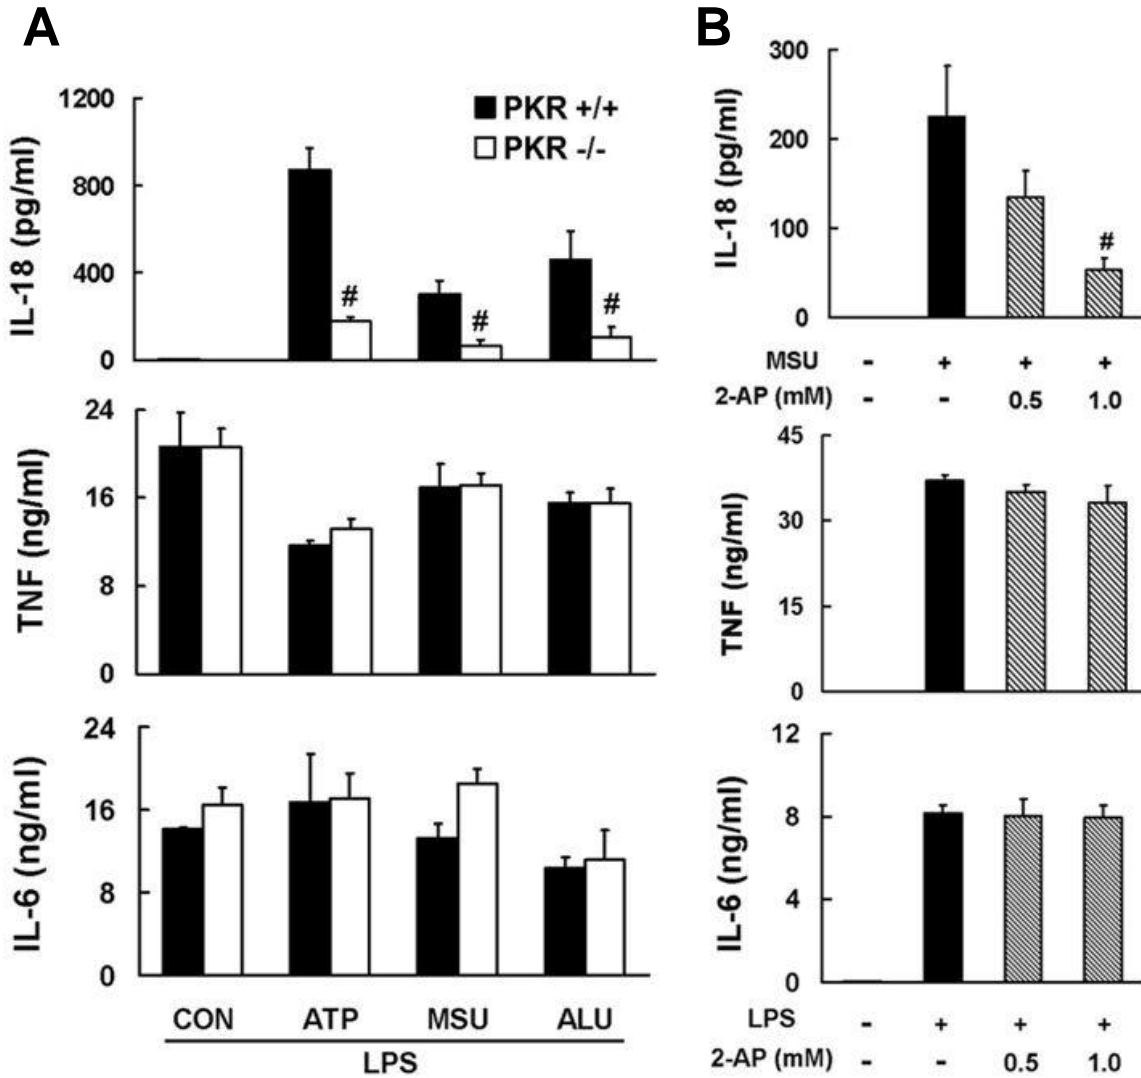 A
IL-18 (pg/ml)
1200
800
400
0
PKR +/+
PKR -/-
#
#
#
TNF (ng/ml)
24
16
8
0
IL-6 (ng/ml)
24
16
8
0
CON ATP MSU ALU
LPS
B
IL-18 (pg/ml)
300
200
100
0
#
MSU - + + +
2-AP (mM) - - 0.5 1.0
TNF (ng/ml)
45
30
15
0
IL-6 (ng/ml)
12
8
4
0
LPS - + + +
2-AP (mM) - - 0.5 1.0